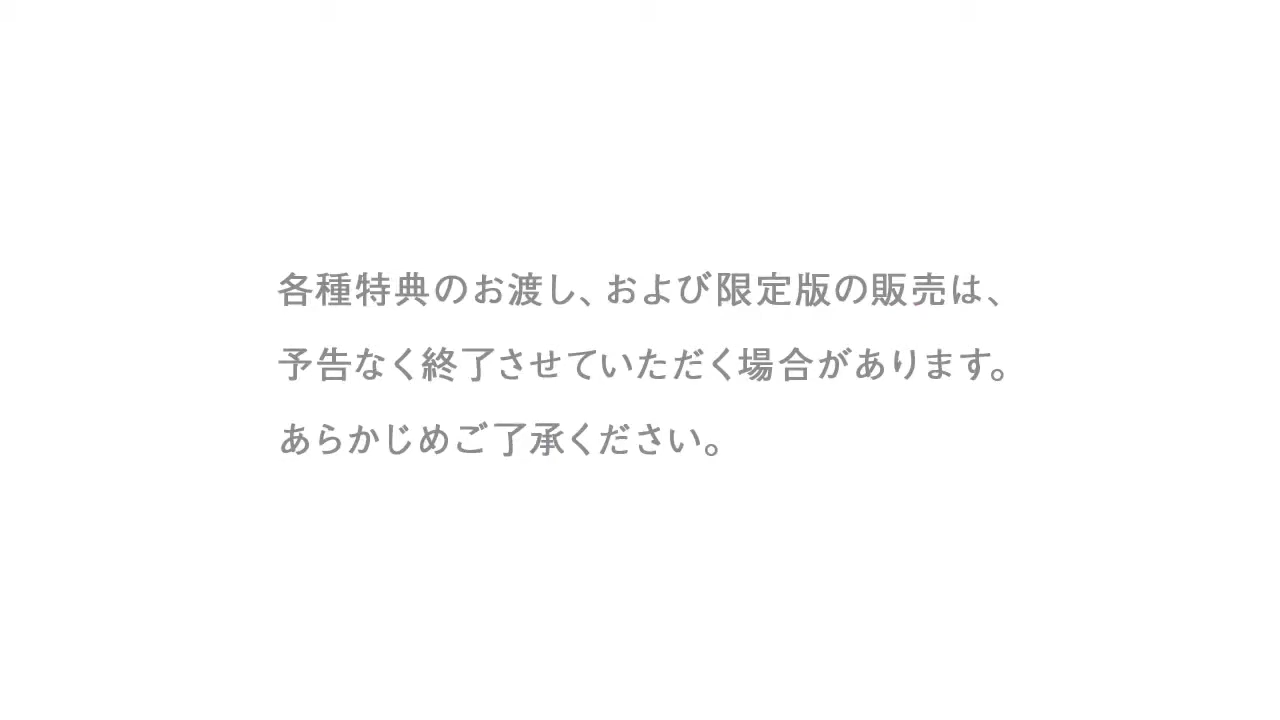 各種特典のお渡し、および限定版の販売は、
予告なく終了させていただく場合があります。
あらかじめご了承ください。